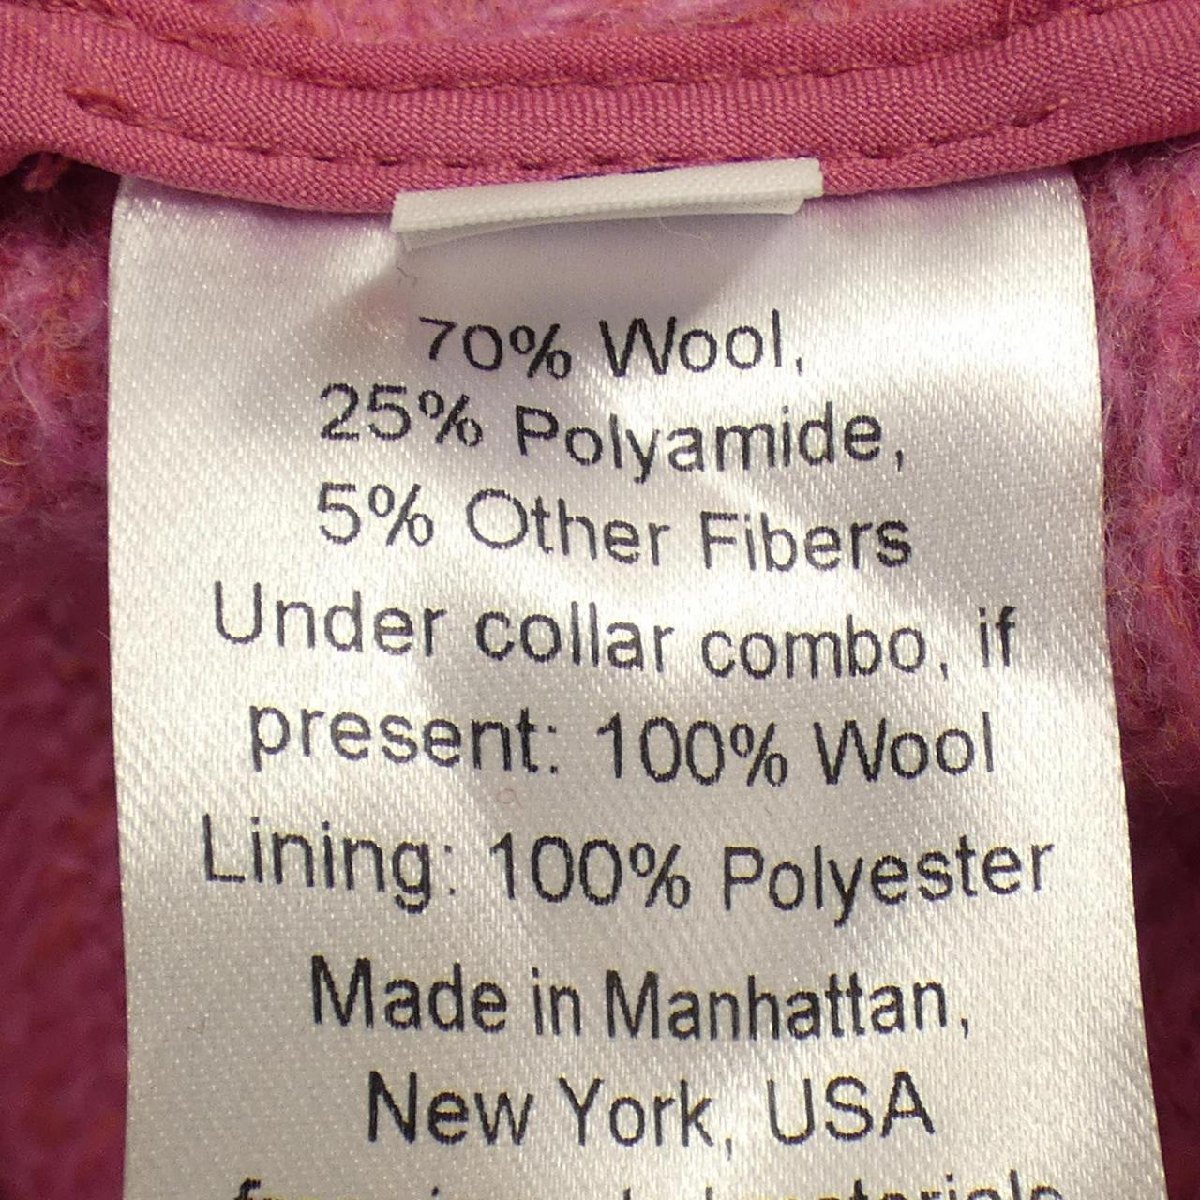 70% Wool,
25% Polyamide,
5% Other Fibers
Under collar combo, if
present: 100% Wool
Lining: 100% Polyester
Made in Manhattan,
New York, USA